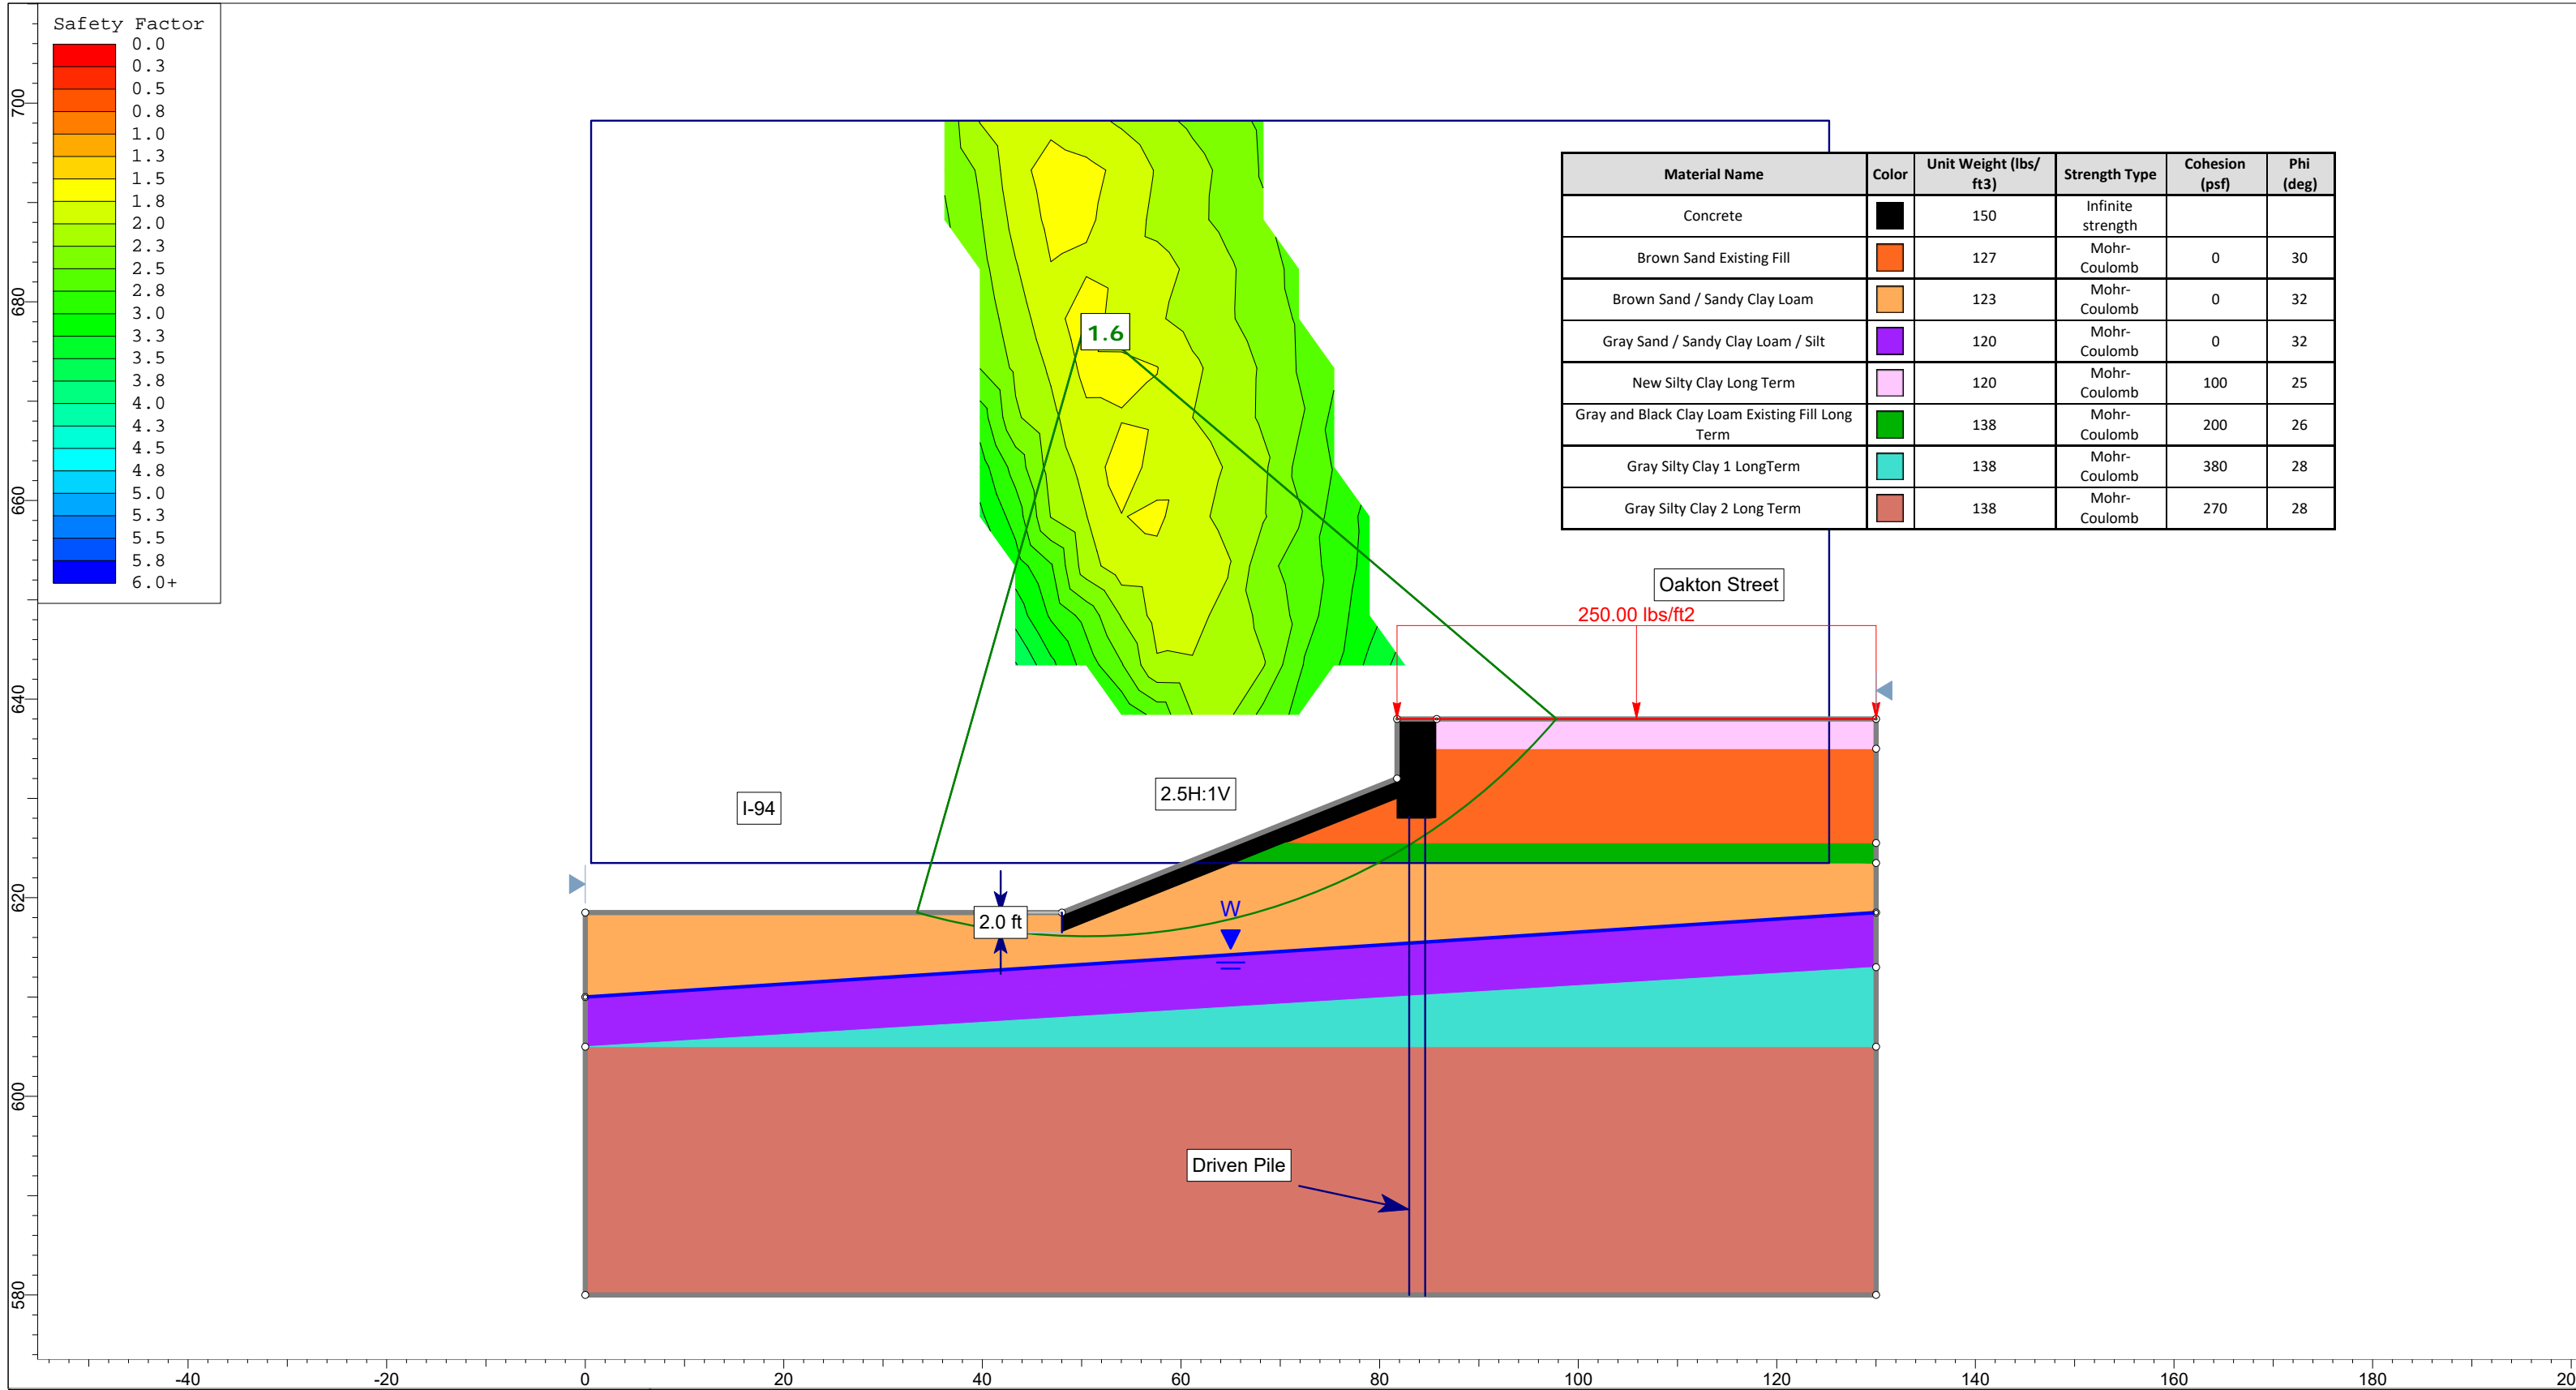 Safety Factor
0.0
0.3
0.5
0.8
1.0
1.3
1.5
1.8
2.0
2.3
2.5
2.8
3.0
3.3
3.5
3.8
4.0
4.3
4.5
4.8
5.0
5.3
5.5
5.8
6.0+
700
680
660
640
620
600
580
1.6
Material Name Color Unit Weight (lbs/ ft3) Strength Type Cohesion (psf) Phi (deg)
Concrete 150 Infinite strength
Brown Sand Existing Fill 127 Mohr-Coulomb 0 30
Brown Sand / Sandy Clay Loam 123 Mohr-Coulomb 0 32
Gray Sand / Sandy Clay Loam / Silt 120 Mohr-Coulomb 0 32
New Silty Clay Long Term 120 Mohr-Coulomb 100 25
Gray and Black Clay Loam Existing Fill Long Term 138 Mohr-Coulomb 200 26
Gray Silty Clay 1 LongTerm 138 Mohr-Coulomb 380 28
Gray Silty Clay 2 Long Term 138 Mohr-Coulomb 270 28
Oakton Street
250.00 lbs/ft2
I-94
2.5H:1V
2.0 ft
W
Driven Pile
-40 -20 0 20 40 60 80 100 120 140 160 180 20